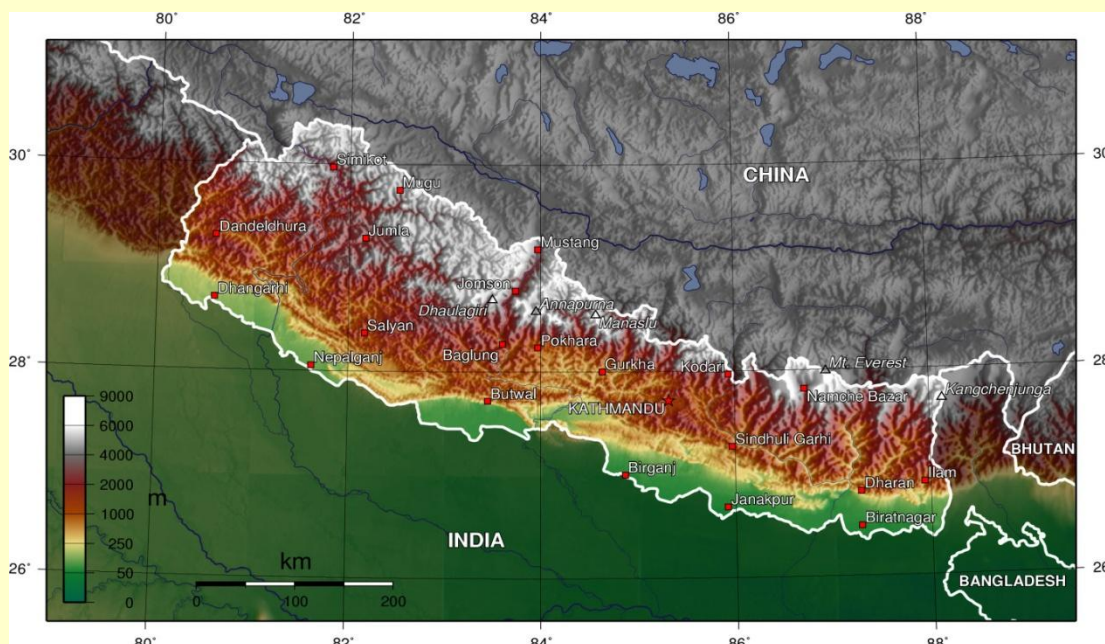 80˚ 82˚ 84˚ 86˚ 88˚
30˚ 30˚
Simikot
CHINA
Mugu
Dandeldhura
Jumla
Mustang
Jomson
Dhangarhi
Dhaulagiri
Annapurna
Manaslu
Salyan
Baglung
Pokhara
28˚ 28˚
Nepalganj
Gurkha
Kodari
Mt. Everest
Butwal
KATHMANDU
Namche Bazar
Kangchenjunga
9000
6000
4000
2000
1000
250
50
0
m
Sindhuli Garhi
BHUTAN
Birganj
Dharan
Ilam
Janakpur
Biratnagar
INDIA
km
0 100 200
26˚ 26˚
BANGLADESH
80˚ 82˚ 84˚ 86˚ 88˚